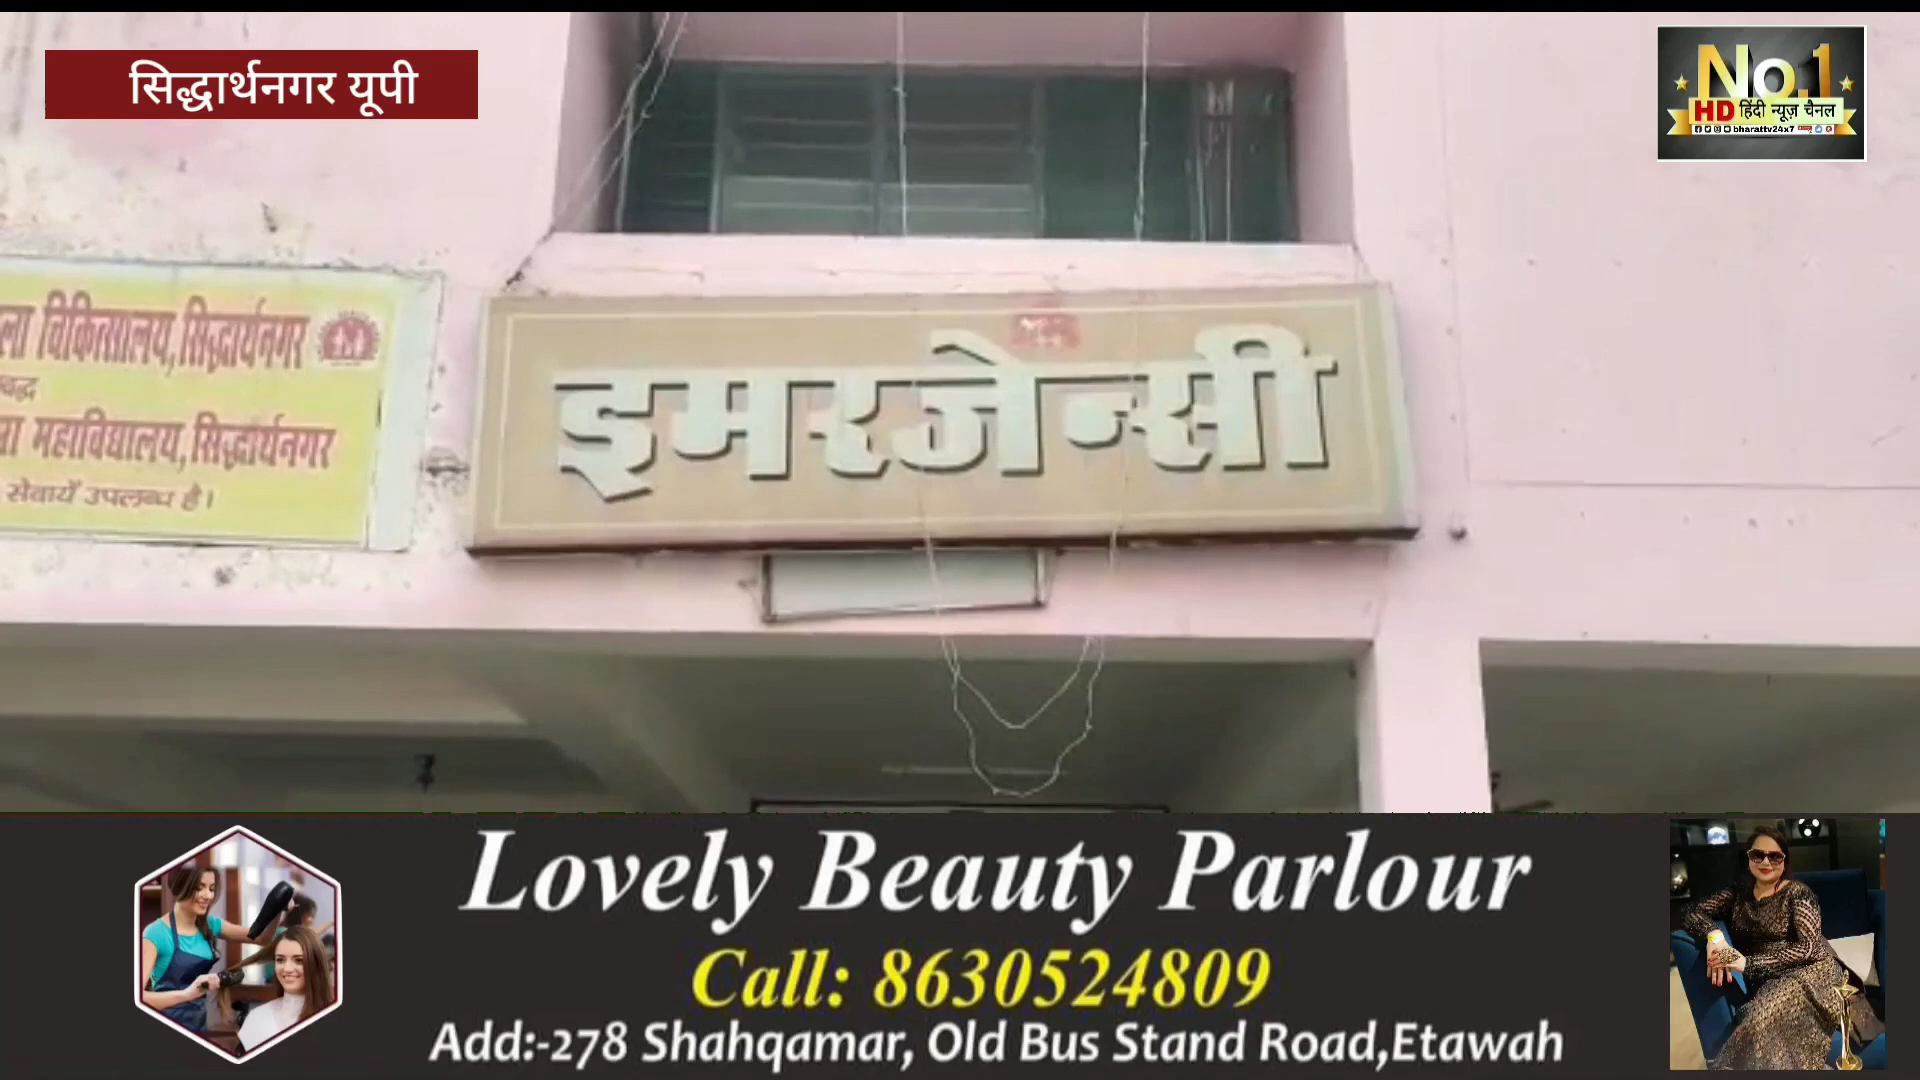 सिद्धार्थनगर यूपी
No.1
HD हिंदी न्यूज़ चैनल
bharattv24x7
ला चिकित्सालय, सिद्धार्थनगर
म्बद्ध
महाविद्यालय, सिद्धार्थनगर
सेवायें उपलब्ध है।
इमरजेन्सी
Lovely Beauty Parlour
Call: 8630524809
Add:-278 Shahqamar, Old Bus Stand Road,Etawah